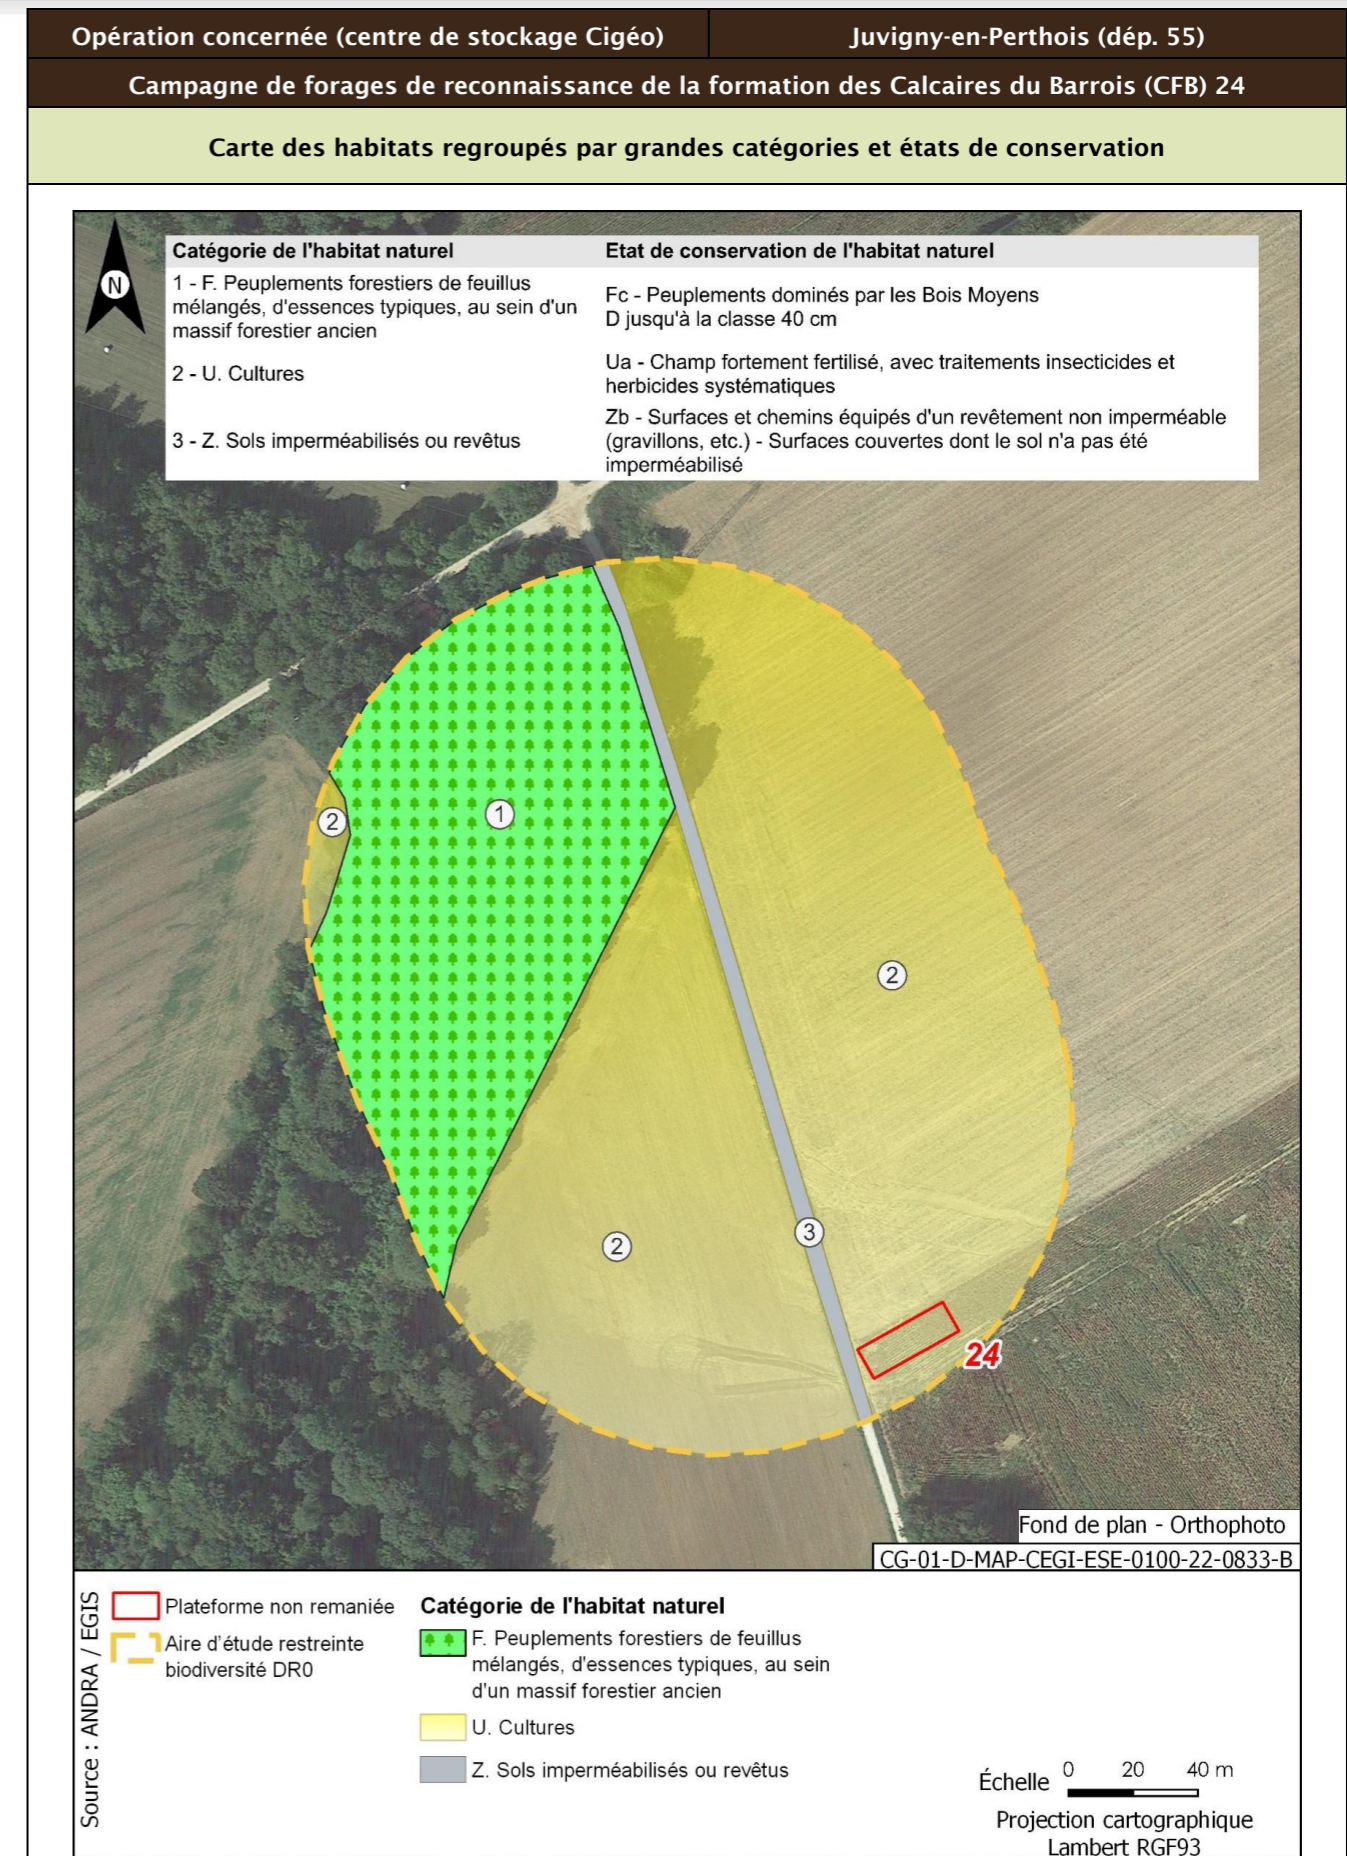 Opération concernée (centre de stockage Cigéo)
Juvigny-en-Perthois (dép. 55)
Campagne de forages de reconnaissance de la formation des Calcaires du Barrois (CFB) 24
Carte des habitats regroupés par grandes catégories et états de conservation
N
Catégorie de l'habitat naturel
Etat de conservation de l'habitat naturel
1 - F. Peuplements forestiers de feuillus
mélangés, d'essences typiques, au sein d'un
massif forestier ancien
Fc - Peuplements dominés par les Bois Moyens
D jusqu'à la classe 40 cm
2 - U. Cultures
Ua - Champ fortement fertilisé, avec traitements insecticides et
herbicides systématiques
3 - Z. Sols imperméabilisés ou revêtus
Zb - Surfaces et chemins équipés d'un revêtement non imperméable
(gravillons, etc.) - Surfaces couvertes dont le sol n'a pas été
imperméabilisé
2
1
2
2
3
24
Fond de plan - Orthophoto
CG-01-D-MAP-CEGI-ESE-0100-22-0833-B
Source : ANDRA / EGIS
Plateforme non remaniée
Aire d'étude restreinte
biodiversité DR0
Catégorie de l'habitat naturel
F. Peuplements forestiers de feuillus
mélangés, d'essences typiques, au sein
d'un massif forestier ancien
U. Cultures
Z. Sols imperméabilisés ou revêtus
Échelle 0 20 40 m
Projection cartographique
Lambert RGF93